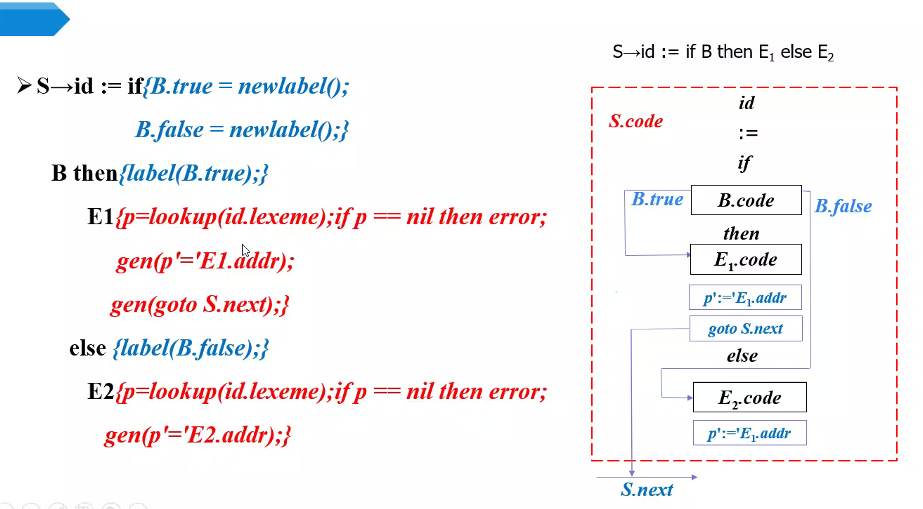 ➢S→id := if{B.true = newlabel();
B.false = newlabel();}
B then{label(B.true);}
E1{p=lookup(id.lexeme);if p == nil then error;
gen(p'='E1.addr);
gen(goto S.next);}
else {label(B.false);}
E2{p=lookup(id.lexeme);if p == nil then error;
gen(p'='E2.addr);}
S→id := if B then E₁ else E₂
S.code
id
:=
if
B.true
B.code
B.false
then
E₁.code
p':='E₁.addr
goto S.next
else
E₂.code
p':='E₁.addr
S.next